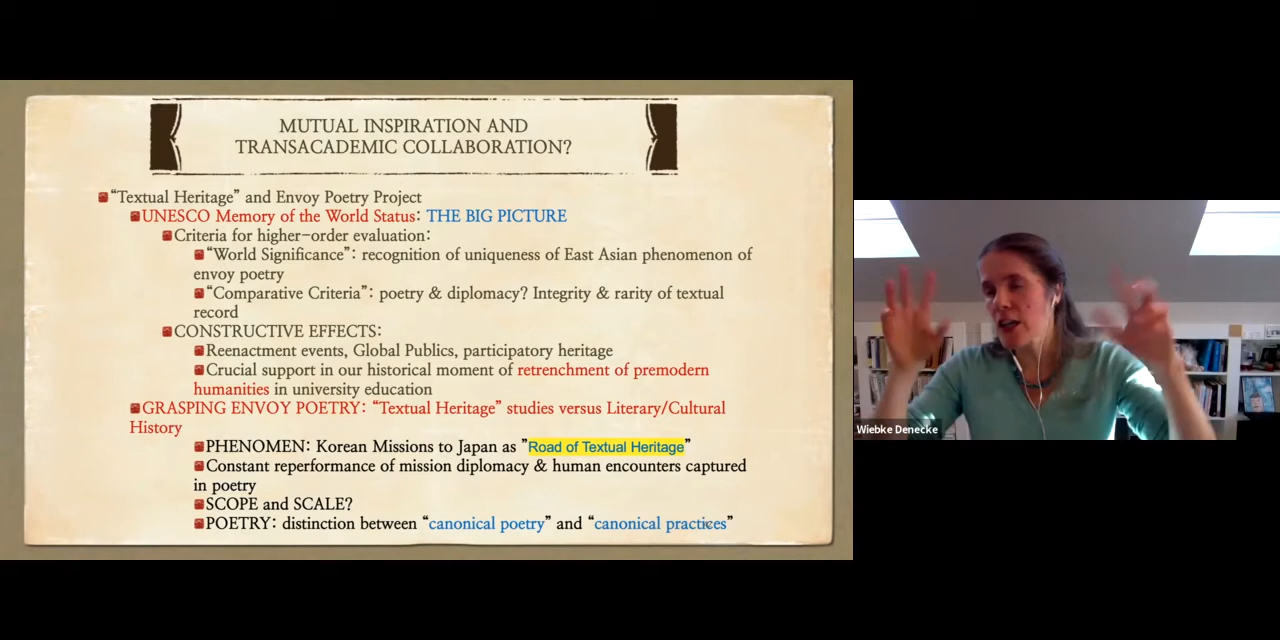 MUTUAL INSPIRATION AND
TRANSACADEMIC COLLABORATION?
“Textual Heritage” and Envoy Poetry Project
UNESCO Memory of the World Status: THE BIG PICTURE
Criteria for higher-order evaluation:
“World Significance”: recognition of uniqueness of East Asian phenomenon of
envoy poetry
“Comparative Criteria”: poetry & diplomacy? Integrity & rarity of textual
record
CONSTRUCTIVE EFFECTS:
Reenactment events, Global Publics, participatory heritage
Crucial support in our historical moment of retrenchment of premodern
humanities in university education
GRASPING ENVOY POETRY: “Textual Heritage” studies versus Literary/Cultural
History
PHENOMEN: Korean Missions to Japan as ”Road of Textual Heritage”
Constant reperformance of mission diplomacy & human encounters captured
in poetry
SCOPE and SCALE?
POETRY: distinction between “canonical poetry” and “canonical practices”
Wiebke Denecke